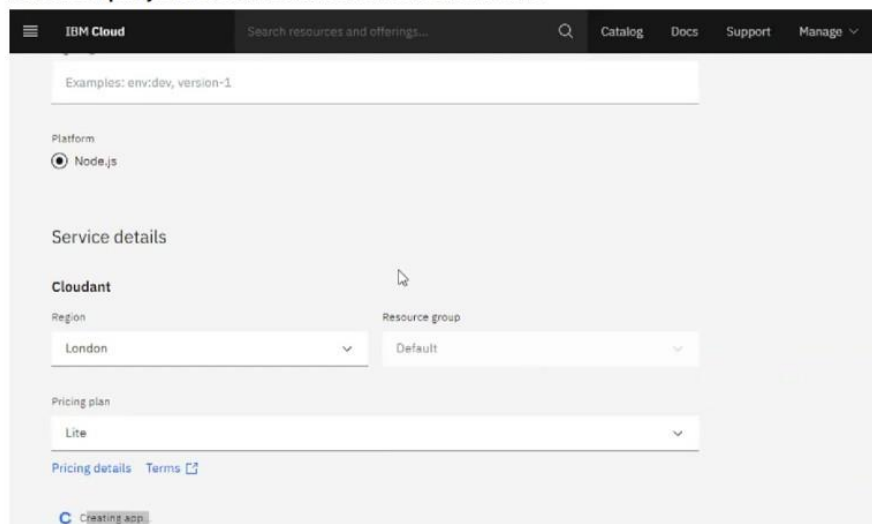 IBM Cloud Search resources and offerings... Catalog Docs Support Manage
Examples: env:dev, version-1
Platform
Node.js
Service details
Cloudant
Region Resource group
London Default
Pricing plan
Lite
Pricing details Terms
Creating app...